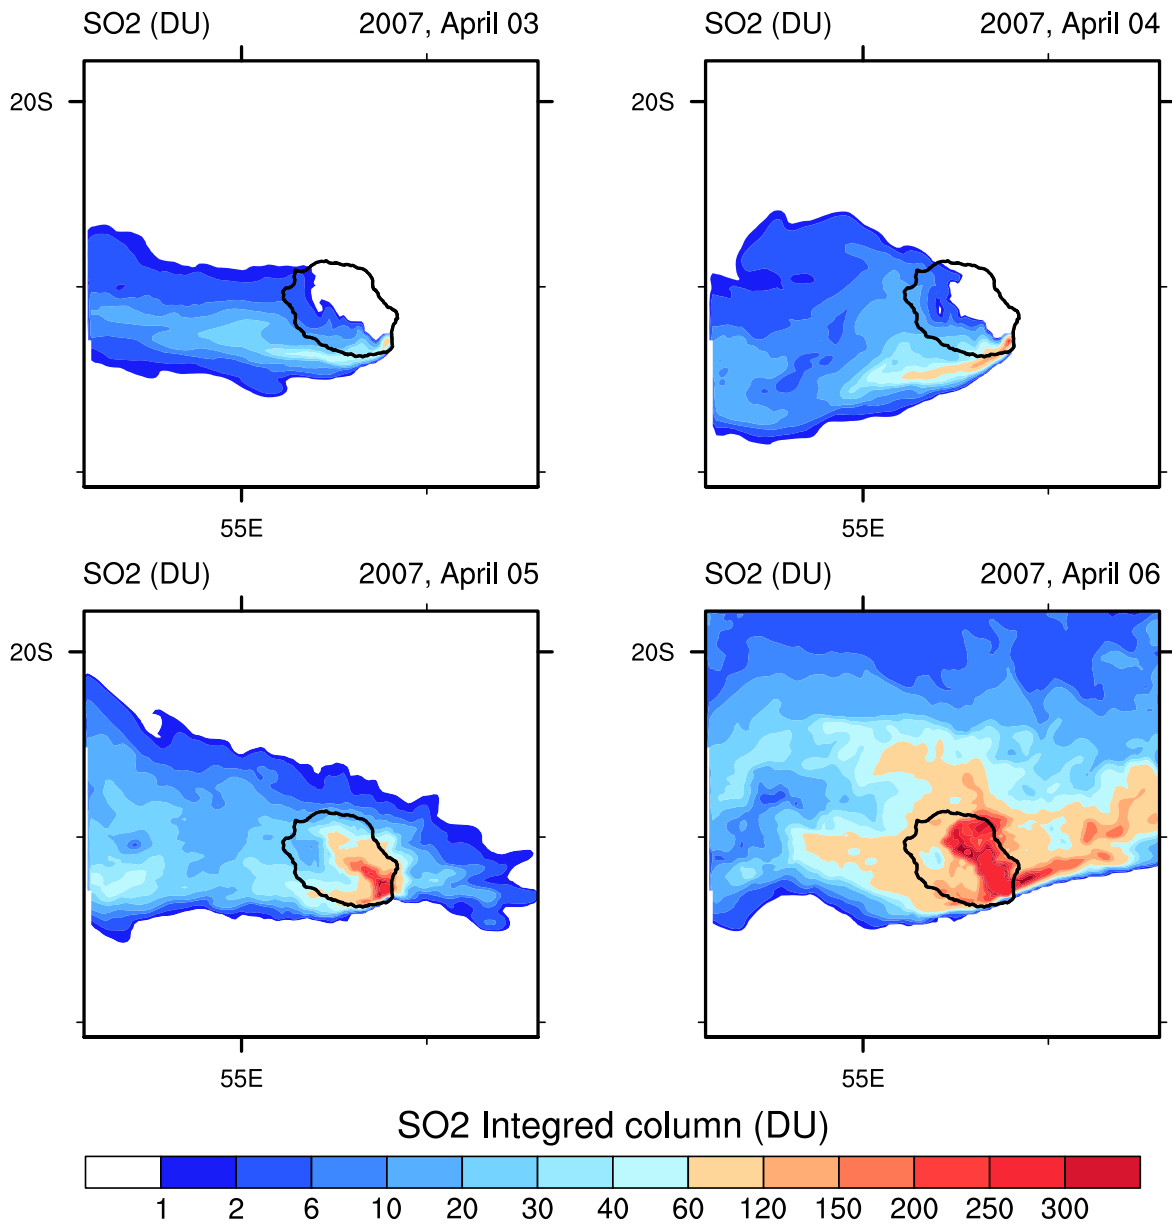 SO2 (DU) 2007, April 03
SO2 (DU) 2007, April 04
20S
20S
55E
55E
SO2 (DU) 2007, April 05
SO2 (DU) 2007, April 06
20S
20S
55E
55E
SO2 Integred column (DU)
1 2 6 10 20 30 40 60 120 150 200 250 300